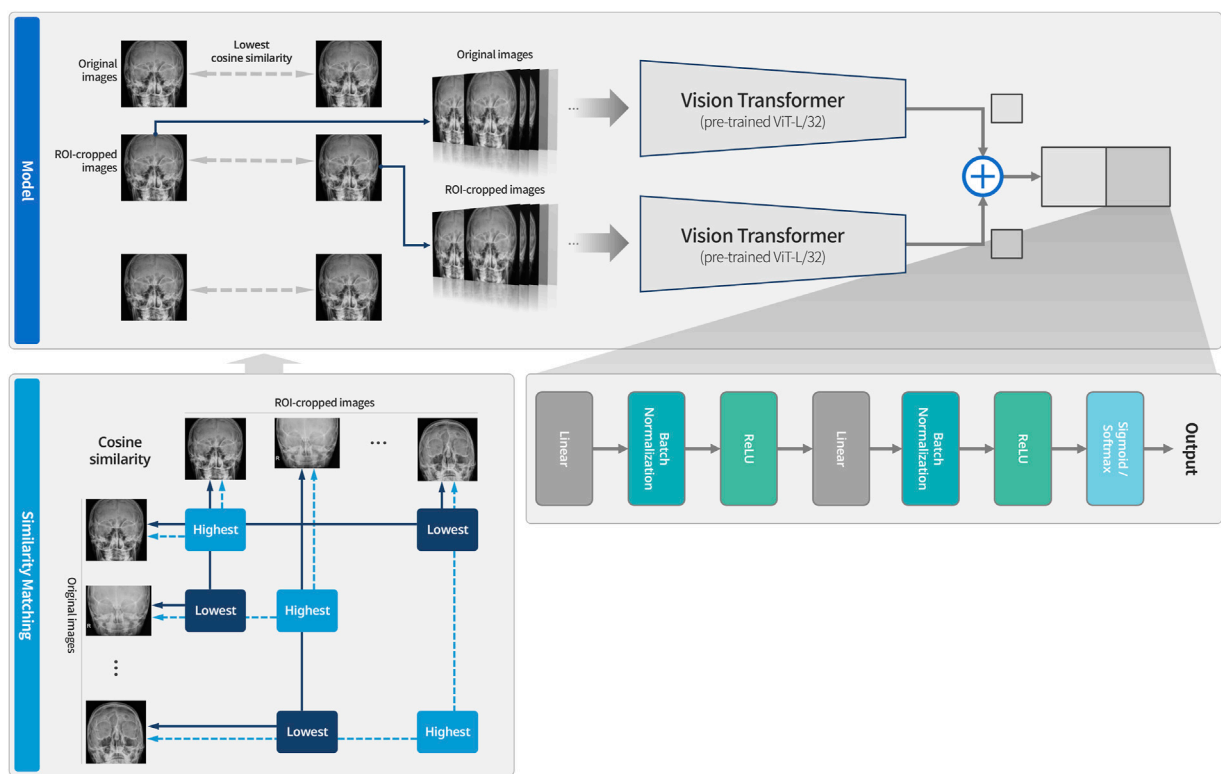 Model
Original
images
Lowest
cosine similarity
ROI-cropped
images
Original images
...
ROI-cropped images
...
Vision Transformer
(pre-trained ViT-L/32)
Vision Transformer
(pre-trained ViT-L/32)
Similarity Matching
ROI-cropped images
Cosine
similarity
R
...
Original images
Highest
Lowest
R
Lowest
Highest
...
Lowest
Highest
Linear
Batch
Normalization
ReLU
Linear
Batch
Normalization
ReLU
Sigmoid /
Softmax
Output